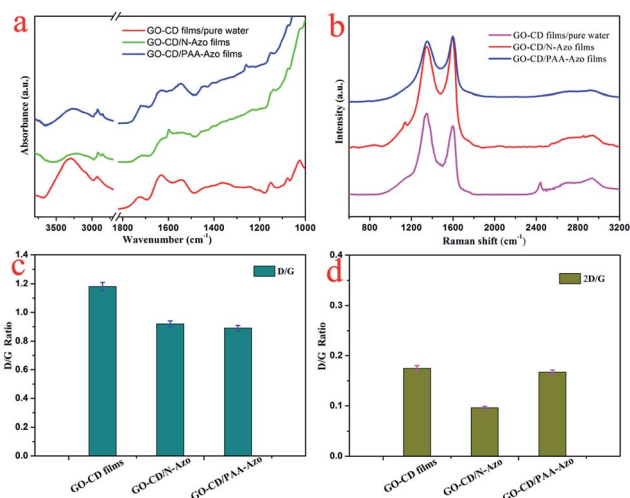 a
GO-CD films/pure water
GO-CD/N-Azo films
GO-CD/PAA-Azo films
Absorbance (a.u.)
3500 3000 1800 1600 1400 1200 1000
Wavenumber (cm-1)
b
GO-CD films/pure water
GO-CD/N-Azo films
GO-CD/PAA-Azo films
Intensity (a.u.)
800 1200 1600 2000 2400 2800 3200
Raman shift (cm-1)
c
D/G
D/G Ratio
1.4
1.2
1.0
0.8
0.6
0.4
0.2
0.0
GO-CD films
GO-CD/N-Azo
GO-CD/PAA-Azo
d
2D/G
D/G Ratio
0.4
0.3
0.2
0.1
0.0
GO-CD films
GO-CD/N-Azo
GO-CD/PAA-Azo